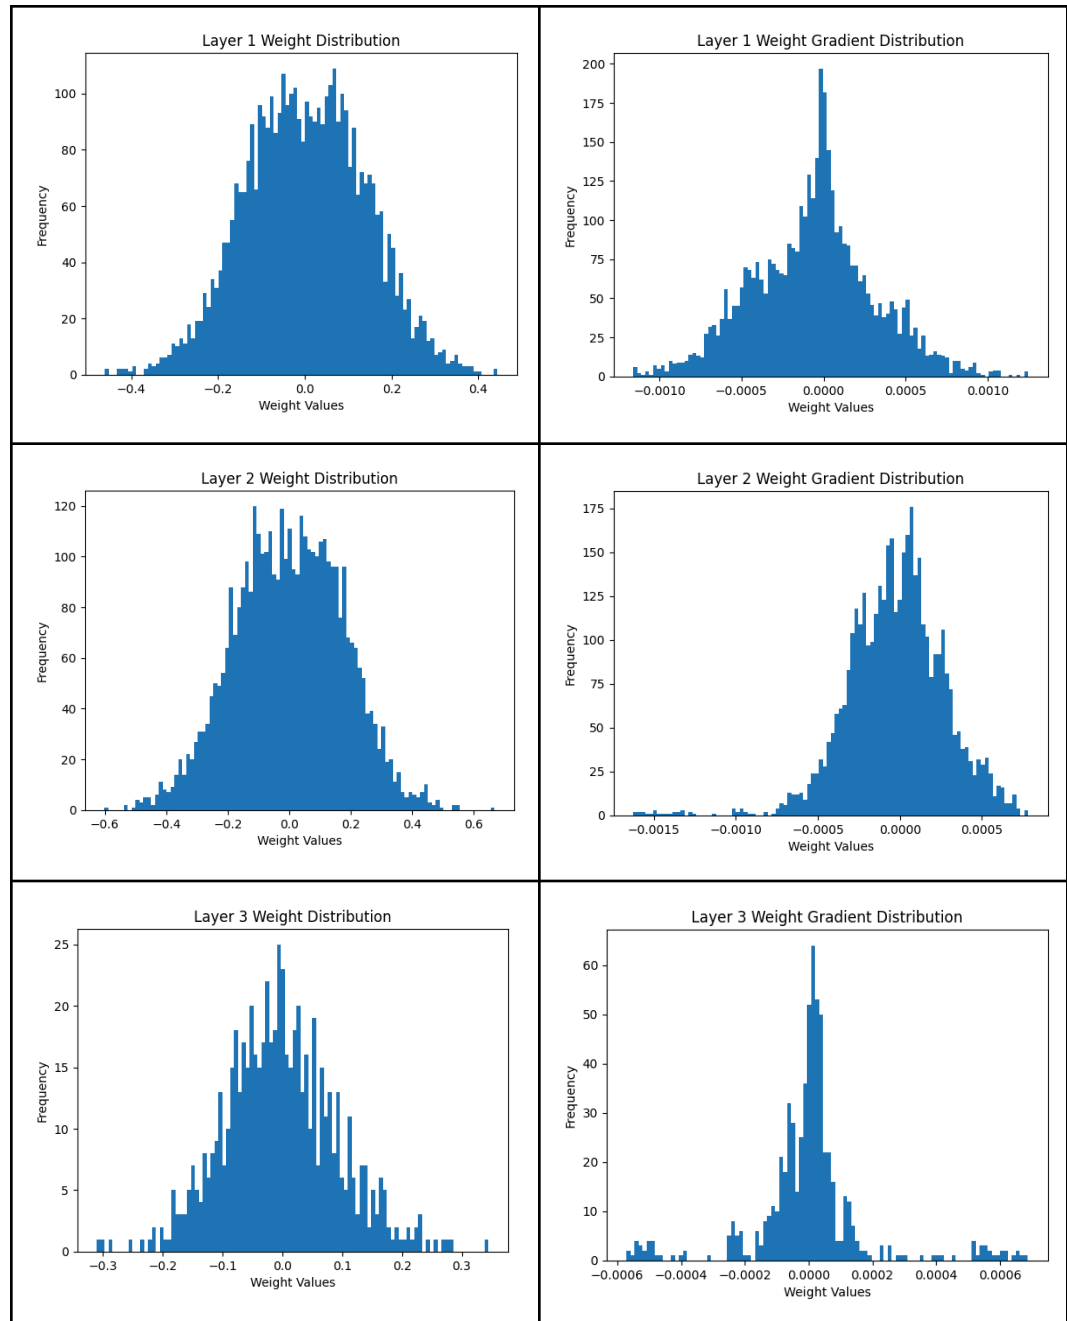 Layer 1 Weight Distribution
Frequency
100
80
60
40
20
0
−0.4 −0.2 0.0 0.2 0.4
Weight Values
Layer 1 Weight Gradient Distribution
Frequency
200
175
150
125
100
75
50
25
0
−0.0010 −0.0005 0.0000 0.0005 0.0010
Weight Values
Layer 2 Weight Distribution
Frequency
120
100
80
60
40
20
0
−0.6 −0.4 −0.2 0.0 0.2 0.4 0.6
Weight Values
Layer 2 Weight Gradient Distribution
Frequency
175
150
125
100
75
50
25
0
−0.0015 −0.0010 −0.0005 0.0000 0.0005
Weight Values
Layer 3 Weight Distribution
Frequency
25
20
15
10
5
0
−0.3 −0.2 −0.1 0.0 0.1 0.2 0.3
Weight Values
Layer 3 Weight Gradient Distribution
Frequency
60
50
40
30
20
10
0
−0.0006 −0.0004 −0.0002 0.0000 0.0002 0.0004 0.0006
Weight Values